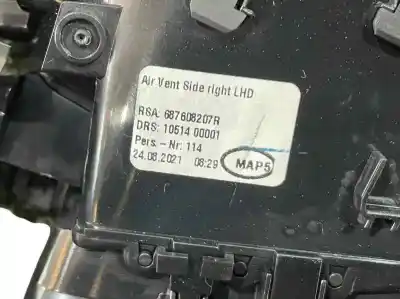 Air Vent Side right LHD
RSA: 687608207R
DRS: 10514 00001
Pers. - Nr: 114
24.08.2021 08:29 MAP5